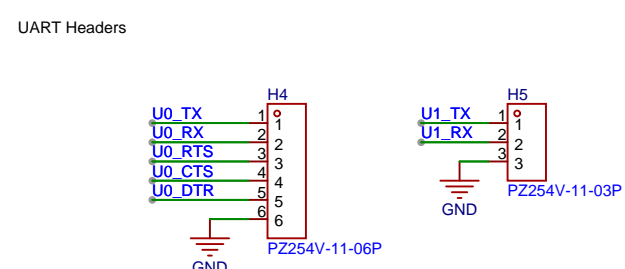 UART Headers
H4
U0_TX 1 1
U0_RX 2 2
U0_RTS 3 3
U0_CTS 4 4
U0_DTR 5 5
6 6
GND
PZ254V-11-06P
H5
U1_TX 1 1
U1_RX 2 2
3 3
GND
PZ254V-11-03P